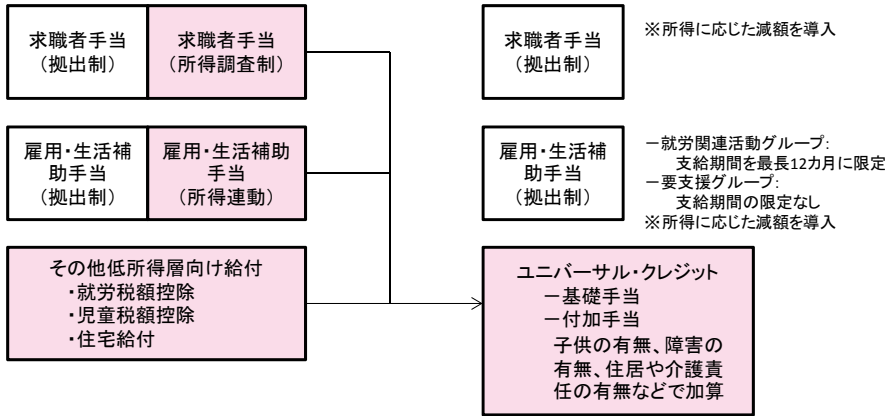 求職者手当
（拠出制）
求職者手当
（所得調査制）
求職者手当
（拠出制）
※所得に応じた減額を導入
雇用・生活補
助手当
（拠出制）
雇用・生活補助
手当
（所得連動）
雇用・生活補
助手当
（拠出制）
－就労関連活動グループ:
支給期間を最長12カ月に限定
－要支援グループ:
支給期間の限定なし
※所得に応じた減額を導入
その他低所得層向け給付
・就労税額控除
・児童税額控除
・住宅給付
ユニバーサル・クレジット
－基礎手当
－付加手当
子供の有無、障害の
有無、住居や介護責
任の有無などで加算